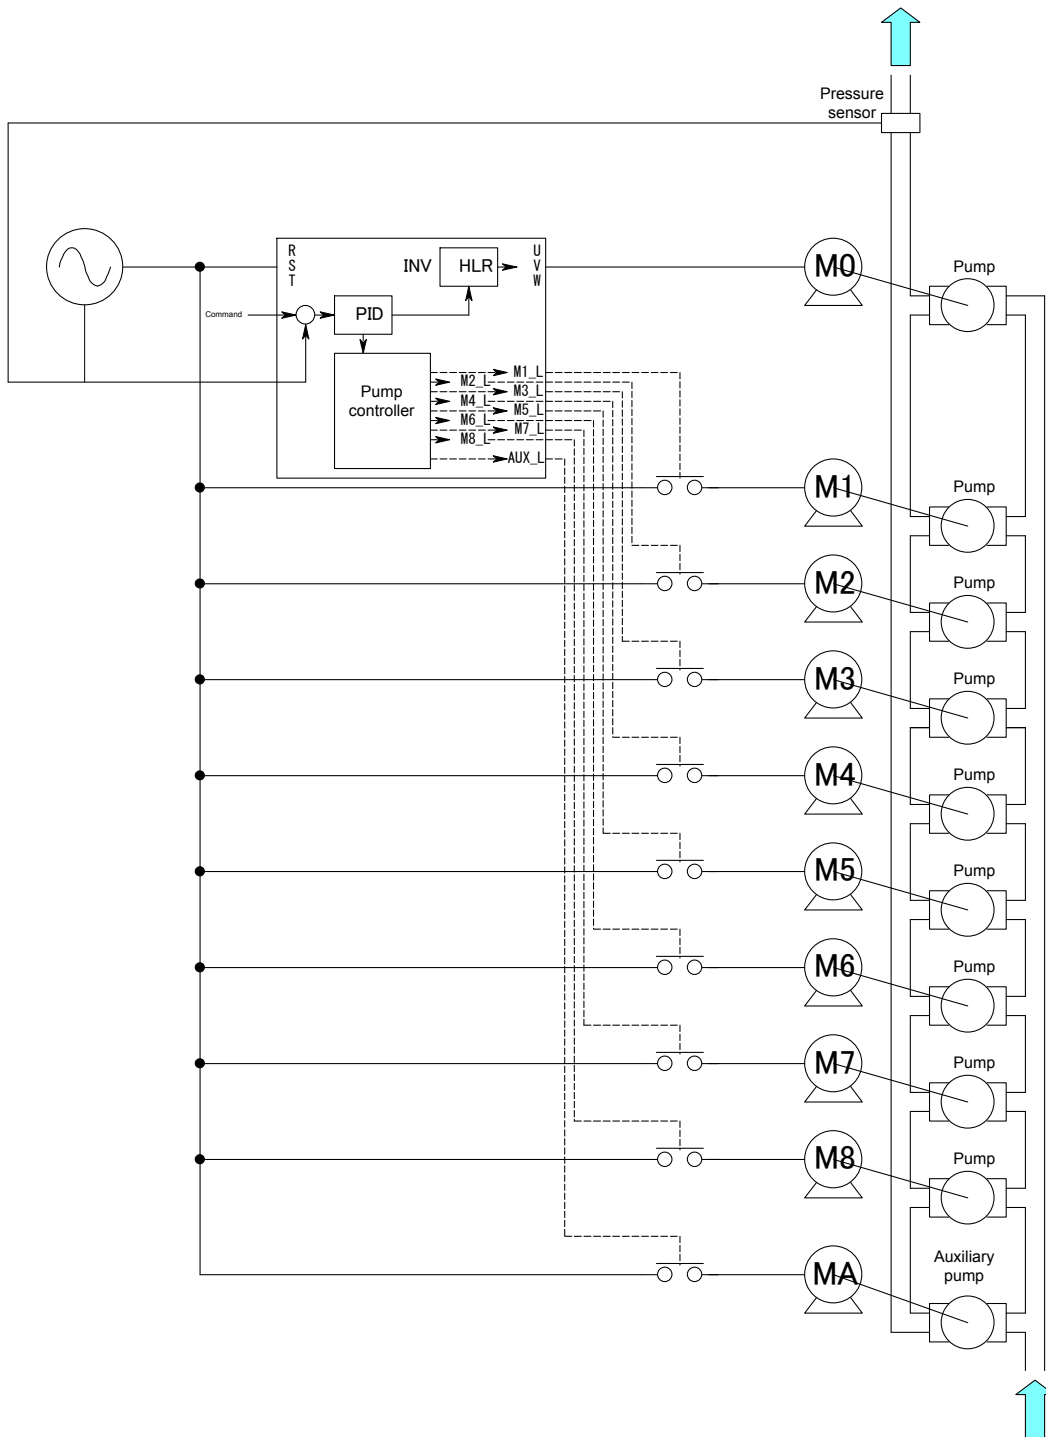 Pressure
sensor
R
S
T
INV
HLR
U
V
W
M0
Pump
Command
PID
Pump
controller
M1_L
M2_L
M3_L
M4_L
M5_L
M6_L
M7_L
M8_L
AUX_L
M1
Pump
M2
Pump
M3
Pump
M4
Pump
M5
Pump
M6
Pump
M7
Pump
M8
Pump
MA
Auxiliary
pump